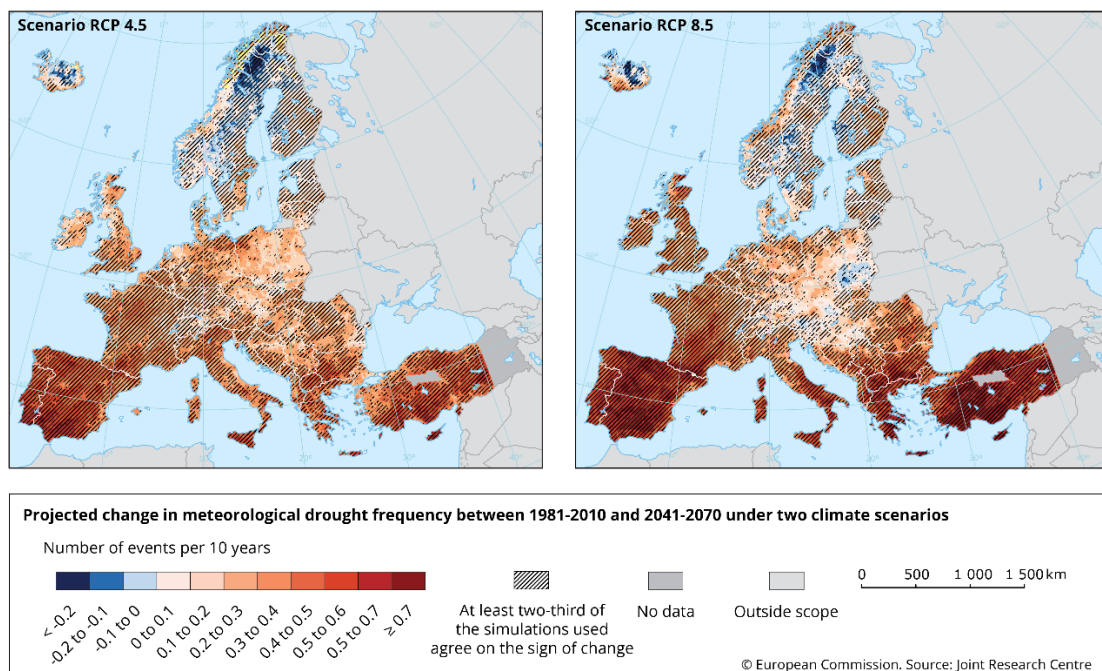 Scenario RCP 4.5
Scenario RCP 8.5
Projected change in meteorological drought frequency between 1981-2010 and 2041-2070 under two climate scenarios
Number of events per 10 years
< -0.2
-0.2 to -0.1
-0.1 to 0
0 to 0.1
0.1 to 0.2
0.2 to 0.3
0.3 to 0.4
0.4 to 0.5
0.5 to 0.6
0.5 to 0.7
≥ 0.7
At least two-third of
the simulations used
agree on the sign of change
No data
Outside scope
0 500 1 000 1 500 km
© European Commission. Source: Joint Research Centre